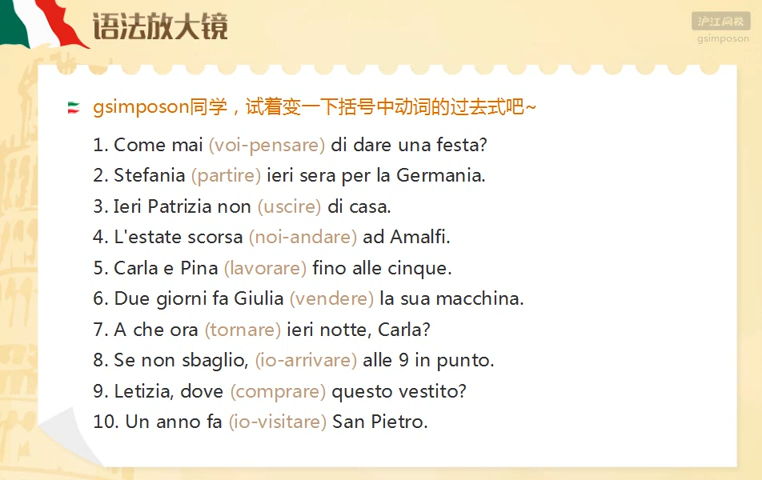 语法放大镜
沪江网校
gsimposon
gsimposon同学，试着变一下括号中动词的过去式吧~
1. Come mai (voi-pensare) di dare una festa?
2. Stefania (partire) ieri sera per la Germania.
3. Ieri Patrizia non (uscire) di casa.
4. L'estate scorsa (noi-andare) ad Amalfi.
5. Carla e Pina (lavorare) fino alle cinque.
6. Due giorni fa Giulia (vendere) la sua macchina.
7. A che ora (tornare) ieri notte, Carla?
8. Se non sbaglio, (io-arrivare) alle 9 in punto.
9. Letizia, dove (comprare) questo vestito?
10. Un anno fa (io-visitare) San Pietro.